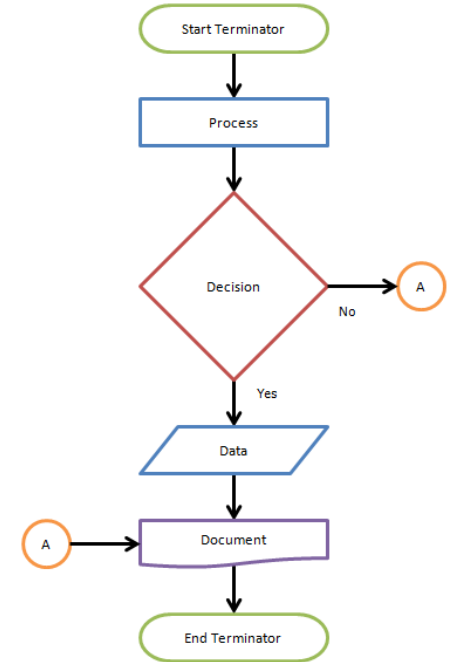 Start Terminator
Process
Decision
A
No
Yes
Data
A
Document
End Terminator